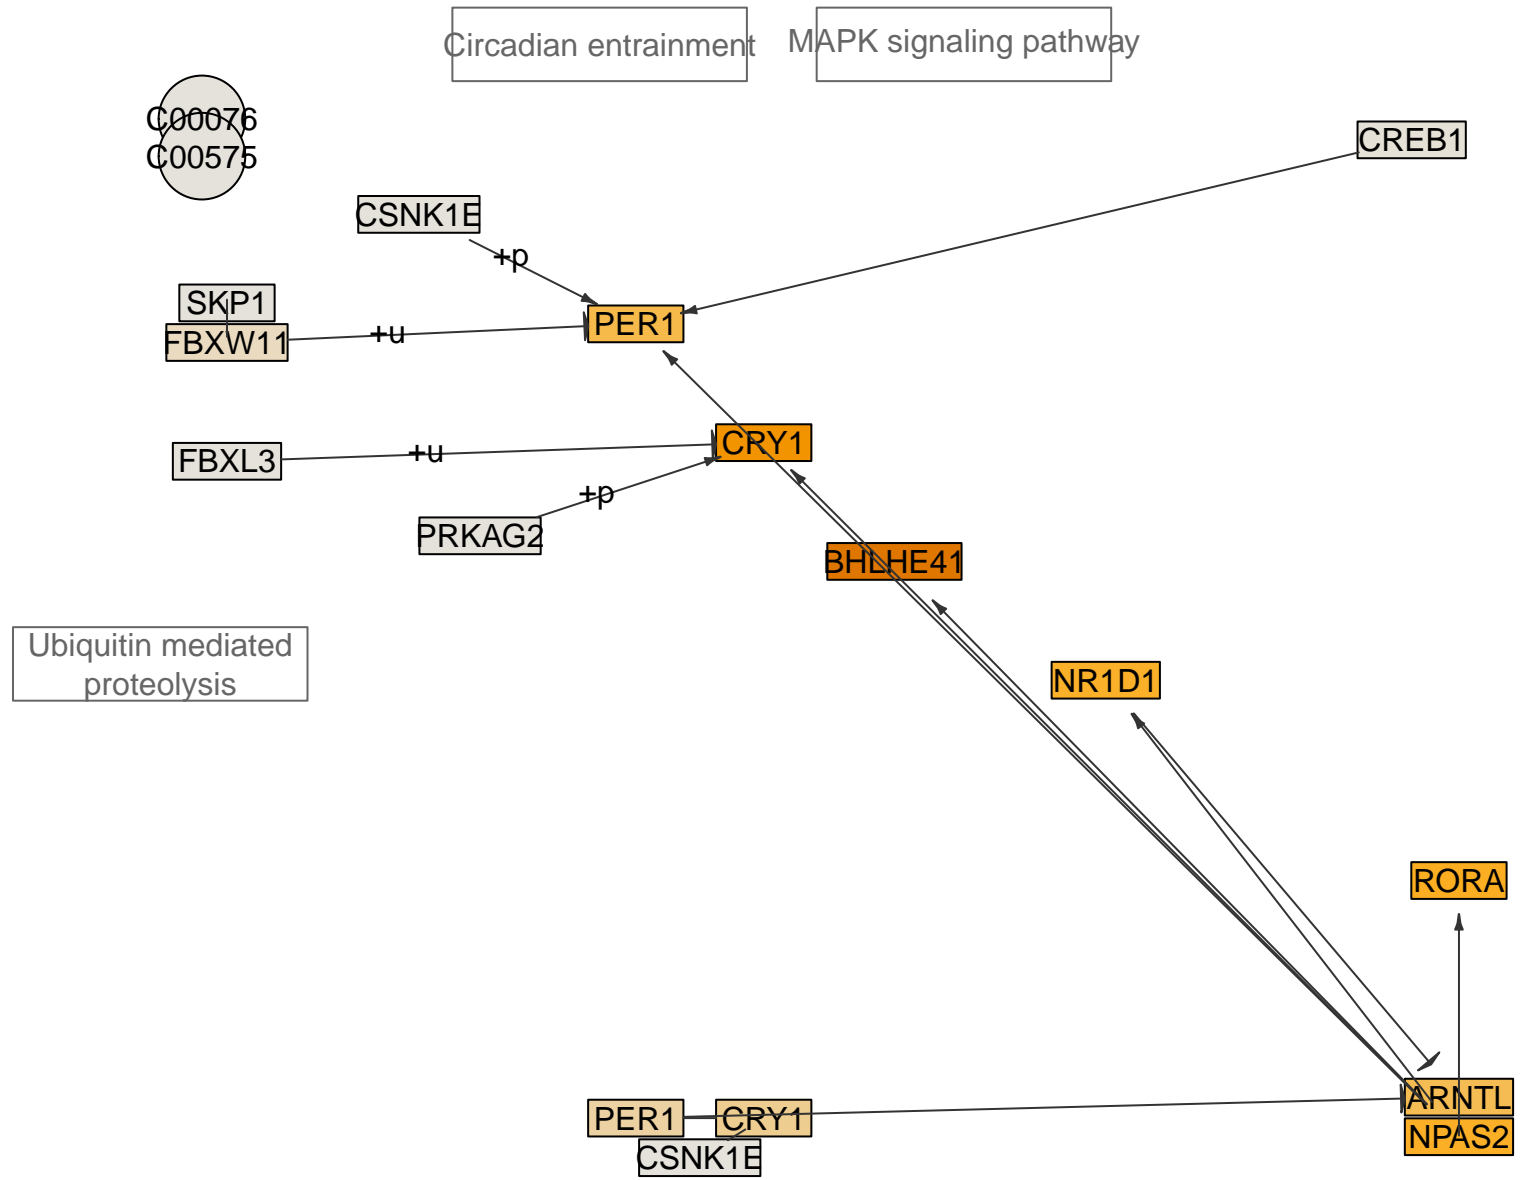 Circadian entrainment
MAPK signaling pathway
C00076
C00575
CREB1
CSNK1E
+p
SKP1
FBXW11
+u
PER1
FBXL3
+u
CRY1
+p
PRKAG2
BHLHE41
Ubiquitin mediated
proteolysis
NR1D1
RORA
PER1
CRY1
CSNK1E
ARNTL
NPAS2